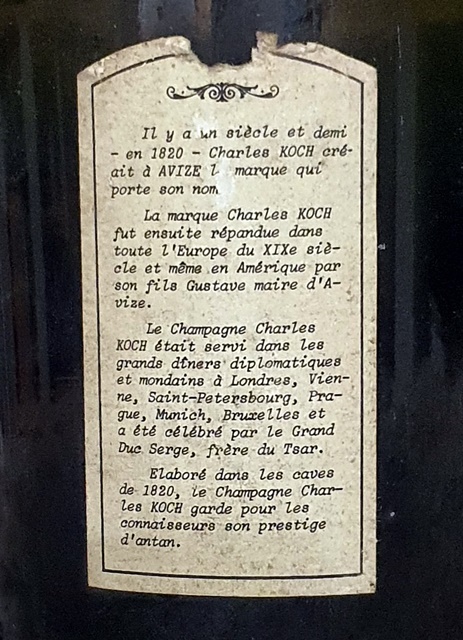 Il y a un siècle et demi
- en 1820 - Charles KOCH cré-
ait à AVIZE l marque qui
porte son nom
La marque Charles KOCH
fut ensuite répandue dans
toute l'Europe du XIXe siè-
cle et même en Amérique par
son fils Gustave maire d'A-
vize.
Le Champagne Charles
KOCH était servi dans les
grands dîners diplomatiques
et mondains à Londres, Vien-
ne, Saint-Petersbourg, Pra-
gue, Munich, Bruxelles et
a été célébré par le Grand
Duc Serge, frère du Tsar.
Elaboré dans les caves
de 1820, le Champagne Char-
les KOCH garde pour les
connaisseurs son prestige
d'antan.